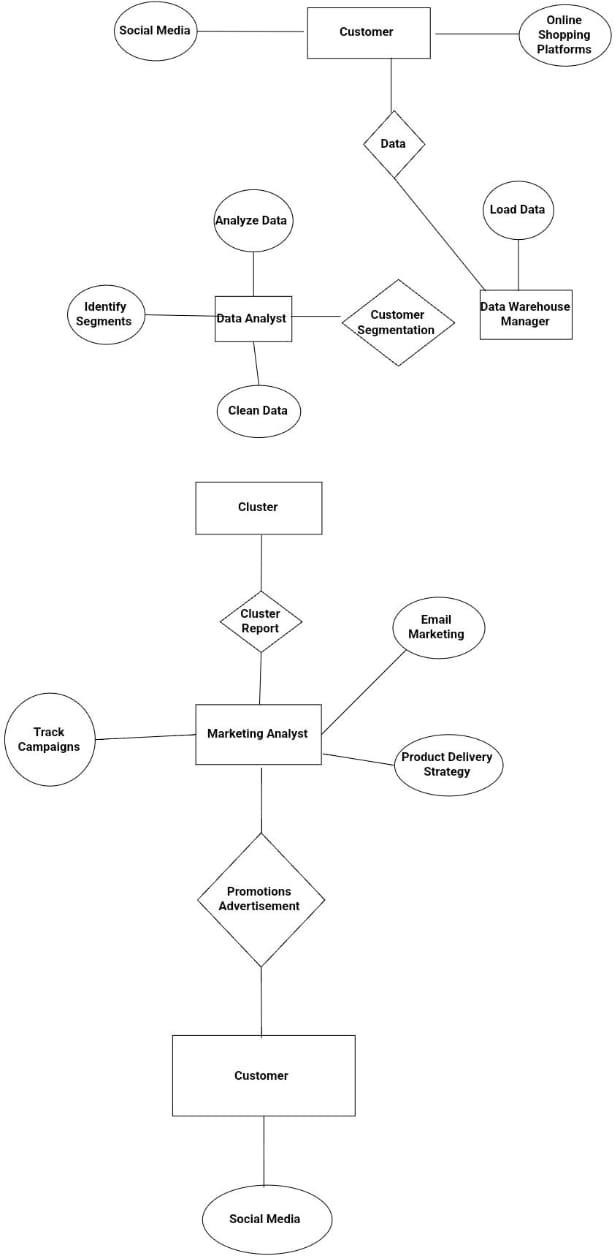 Social Media
Customer
Online
Shopping
Platforms
Data
Analyze Data
Load Data
Identify
Segments
Data Analyst
Customer
Segmentation
Data Warehouse
Manager
Clean Data
Cluster
Cluster
Report
Email
Marketing
Track
Campaigns
Marketing Analyst
Product Delivery
Strategy
Promotions
Advertisement
Customer
Social Media